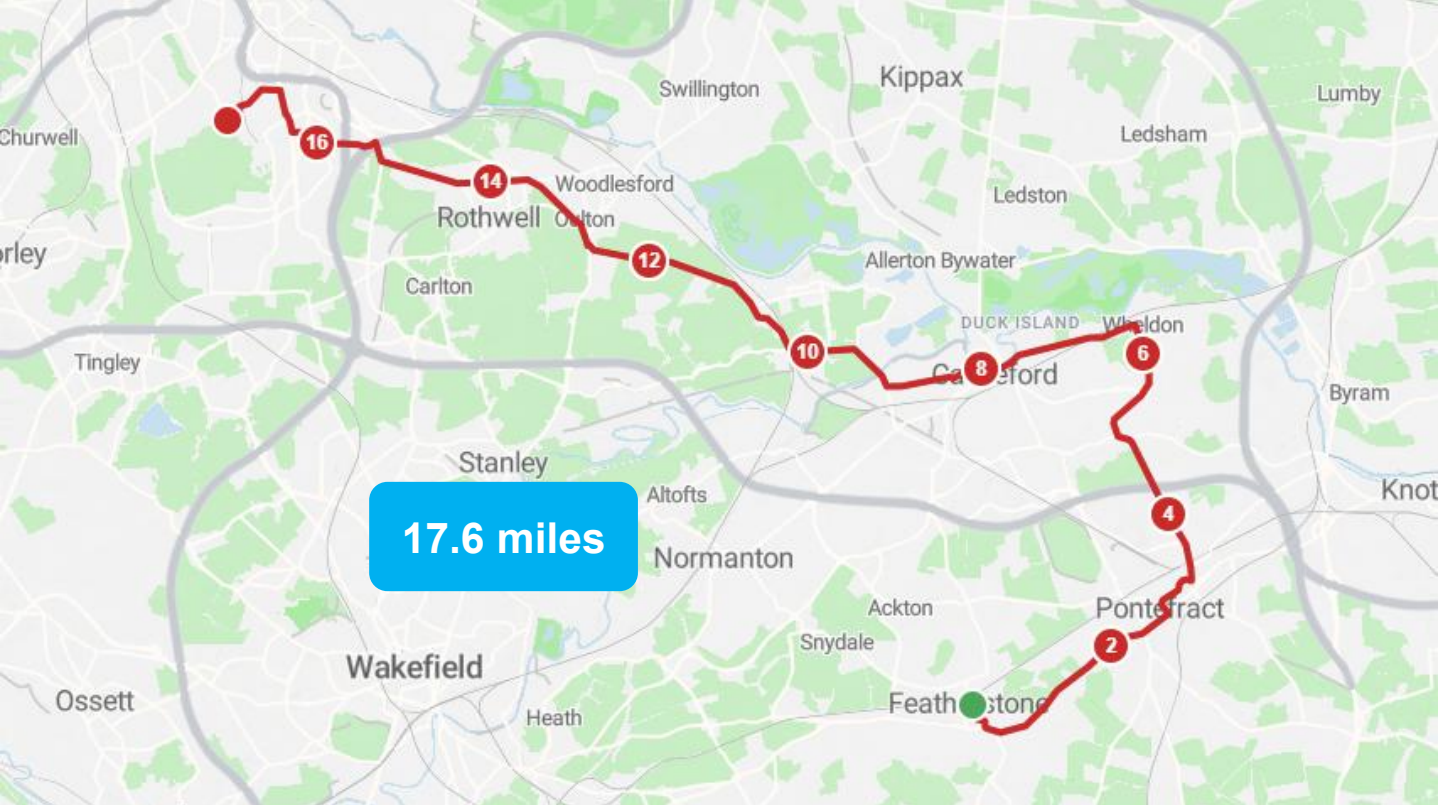 Kippax
Swillington
Lumby
Churwell
Ledsham
16
14
Woodlesford
Ledston
Rothwell
Oulton
orley
12
Allerton Bywater
Carlton
DUCK ISLAND
Wheldon
Tingley
10
8
6
Castleford
Byram
Stanley
Altofts
Knot
4
17.6 miles
Normanton
Ackton
Pontefract
Snydale
2
Wakefield
Ossett
Featherstone
Heath